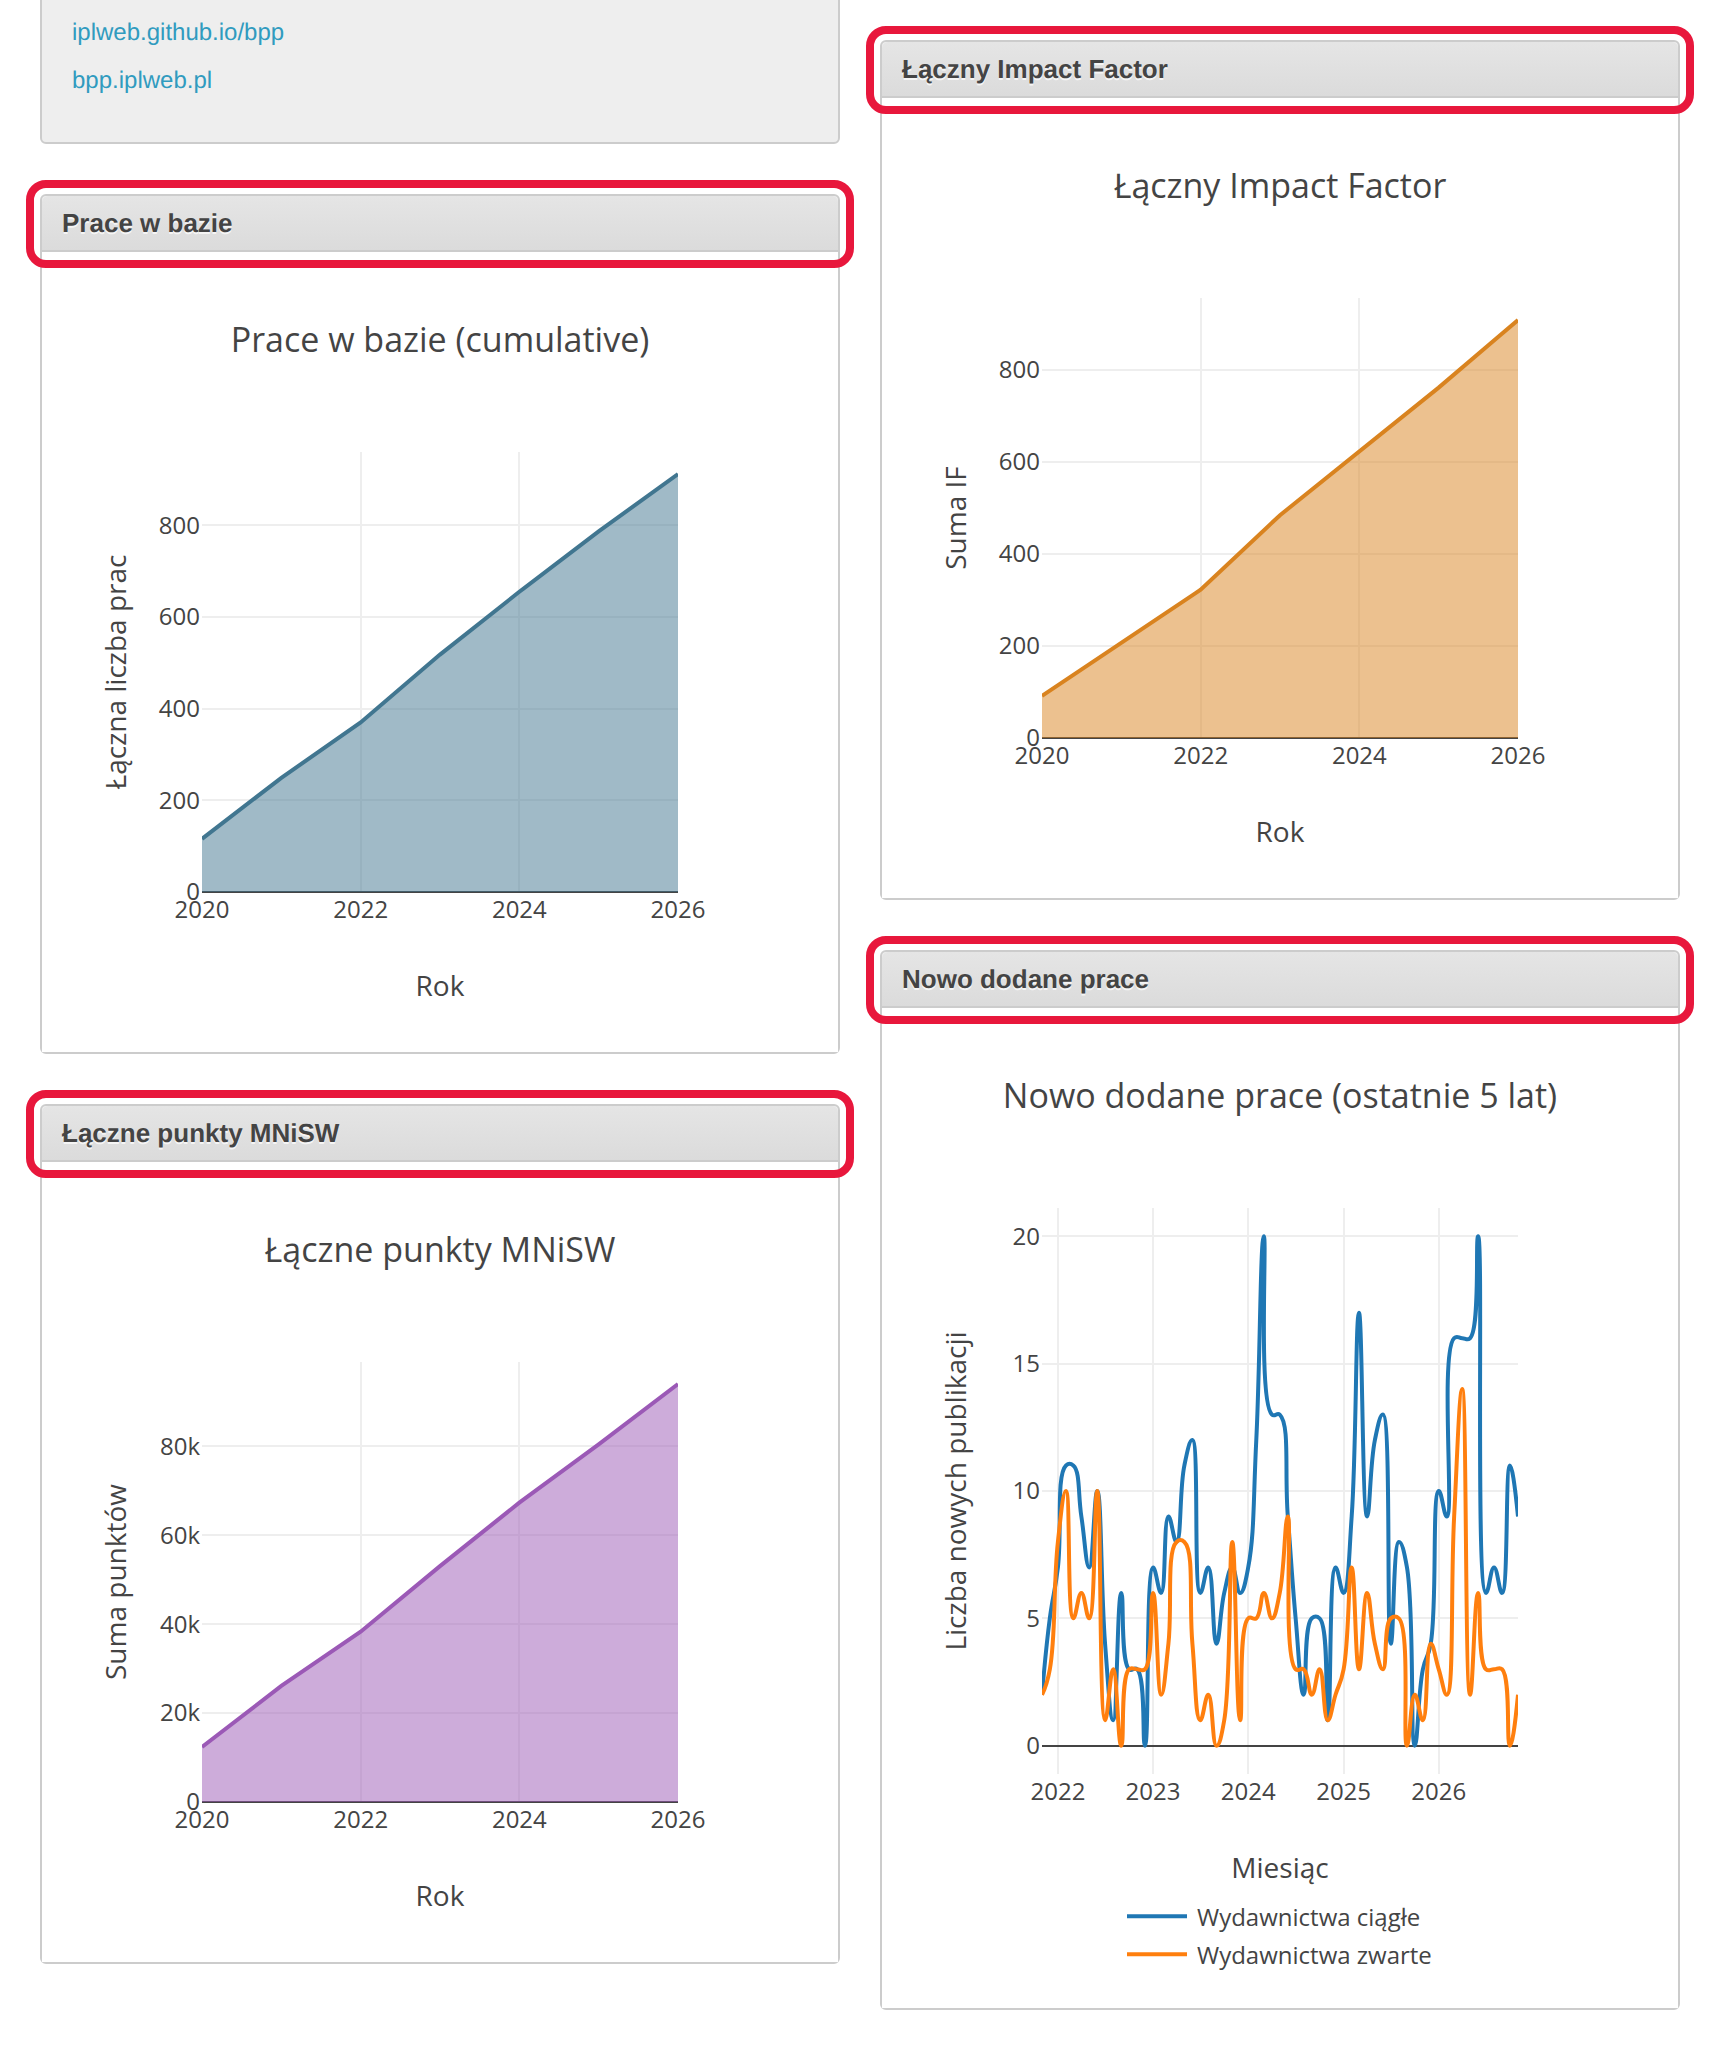 iplweb.github.io/bpp
bpp.iplweb.pl
Prace w bazie
Prace w bazie (cumulative)
Łączna liczba prac
800
600
400
200
0
2020 2022 2024 2026
Rok
Łączne punkty MNiSW
Łączne punkty MNiSW
Suma punktów
80k
60k
40k
20k
0
2020 2022 2024 2026
Rok
Łączny Impact Factor
Łączny Impact Factor
Suma IF
800
600
400
200
0
2020 2022 2024 2026
Rok
Nowo dodane prace
Nowo dodane prace (ostatnie 5 lat)
Liczba nowych publikacji
20
15
10
5
0
2022 2023 2024 2025 2026
Miesiąc
Wydawnictwa ciągłe
Wydawnictwa zwarte